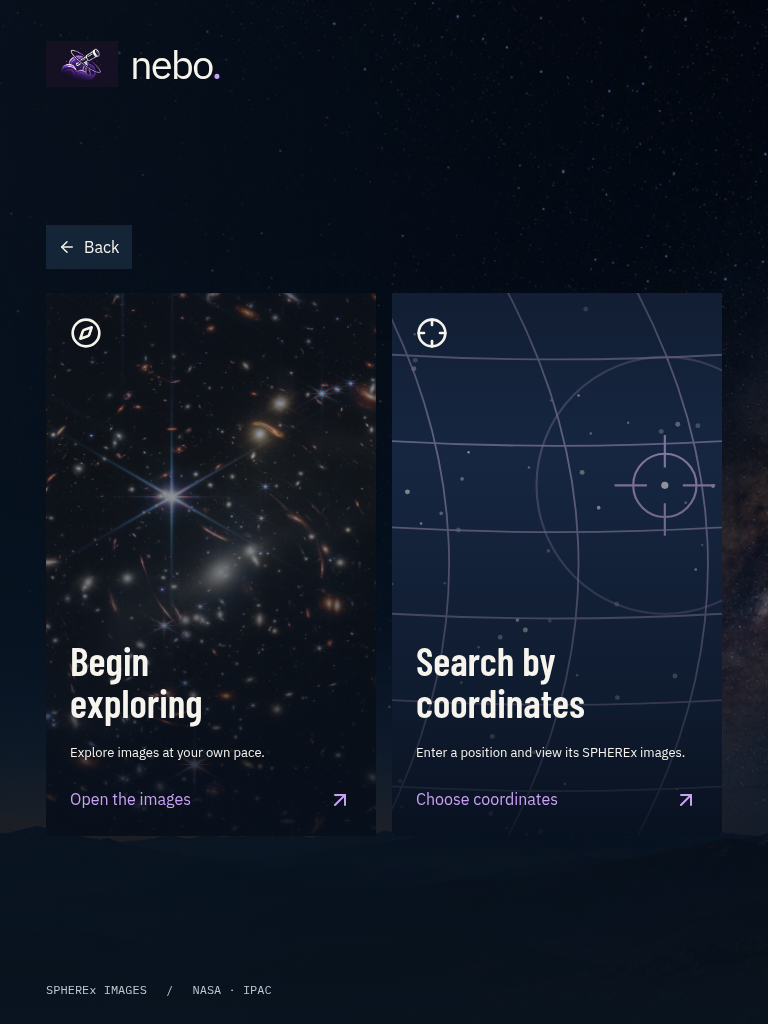 nebo.
Back
Begin
exploring
Explore images at your own pace.
Open the images
Search by
coordinates
Enter a position and view its SPHEREx images.
Choose coordinates
SPHEREx IMAGES / NASA · IPAC